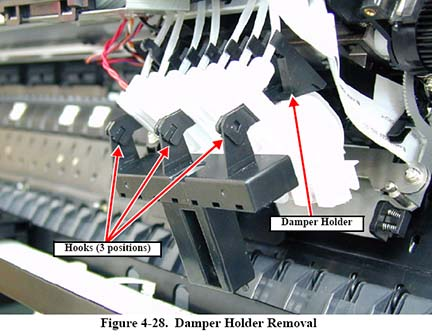 Damper Holder
Hooks (3 positions)
Figure 4-28.  Damper Holder Removal